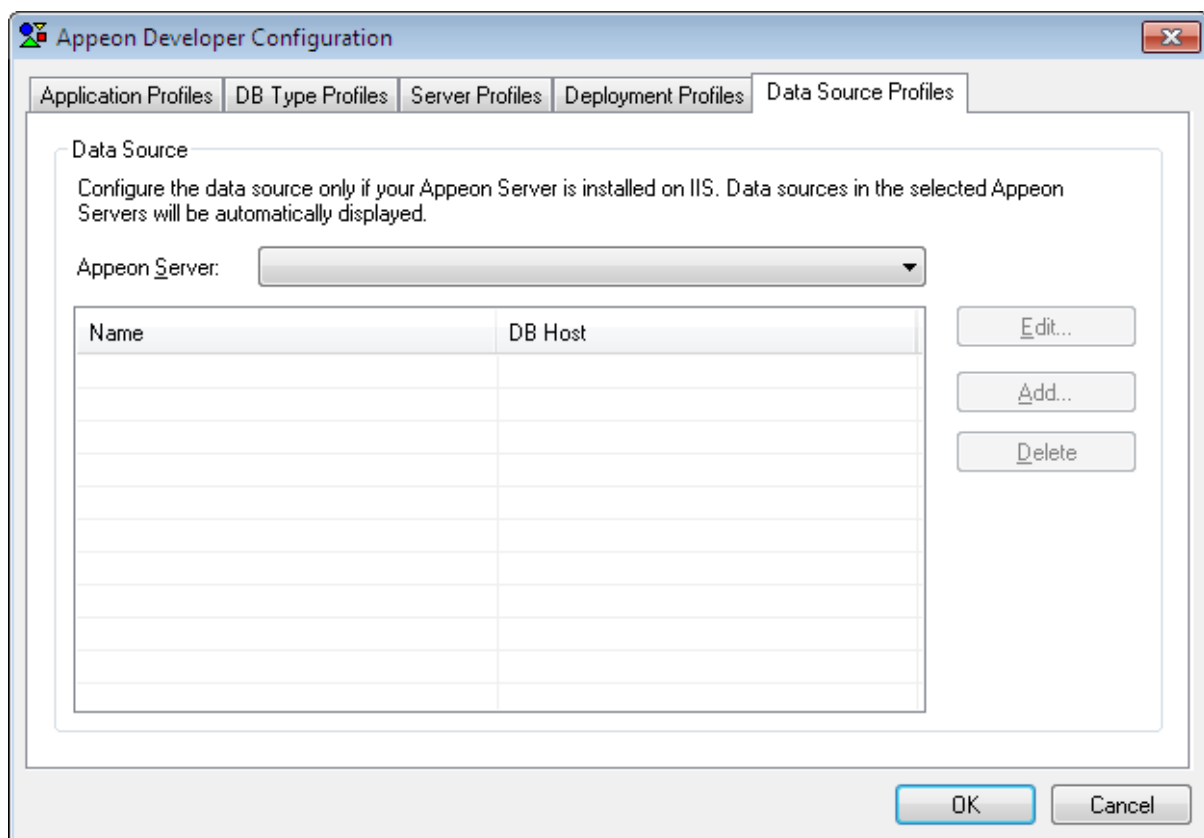 Appeon Developer Configuration
Application Profiles
DB Type Profiles
Server Profiles
Deployment Profiles
Data Source Profiles
Data Source
Configure the data source only if your Appeon Server is installed on IIS. Data sources in the selected Appeon
Servers will be automatically displayed.
Appeon Server:
Name
DB Host
Edit...
Add...
Delete
OK
Cancel